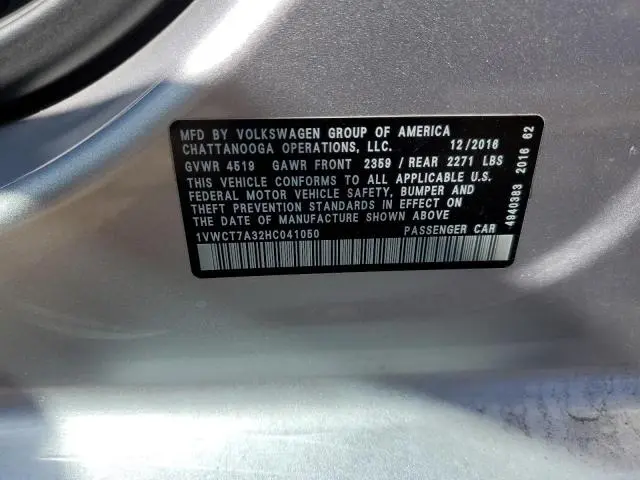 MFD BY VOLKSWAGEN GROUP OF AMERICA
CHATTANOOGA OPERATIONS, LLC. 12/2016
GVWR 4519 GAWR FRONT 2359 / REAR 2271 LBS
THIS VEHICLE CONFORMS TO ALL APPLICABLE U.S.
FEDERAL MOTOR VEHICLE SAFETY, BUMPER AND
THEFT PREVENTION STANDARDS IN EFFECT ON
THE DATE OF MANUFACTURE SHOWN ABOVE
1VWCT7A32HC041050 PASSENGER CAR
4940383 2016 62